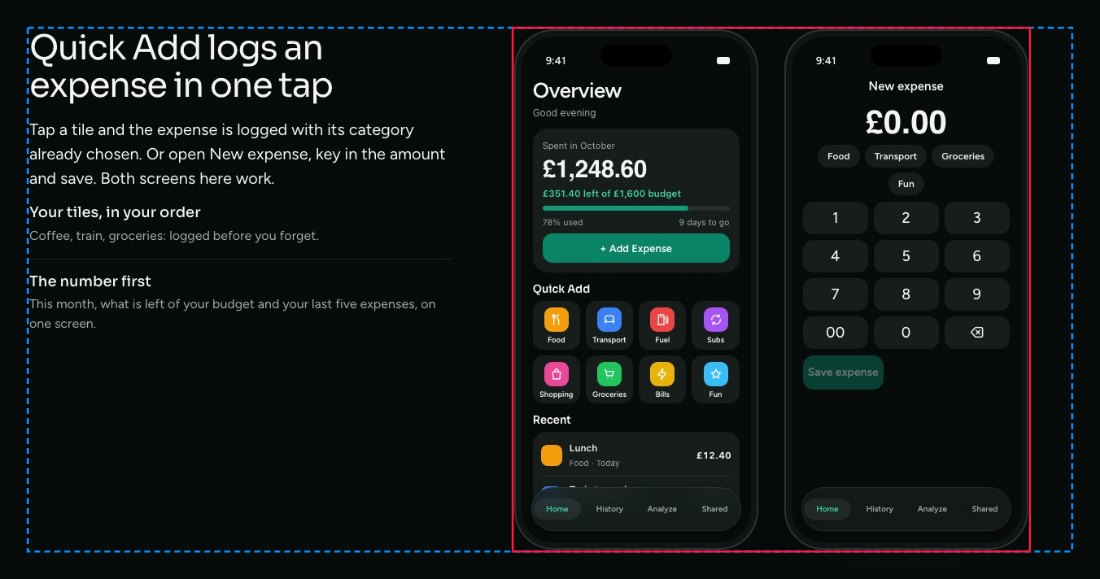 Quick Add logs an
expense in one tap
Tap a tile and the expense is logged with its category
already chosen. Or open New expense, key in the amount
and save. Both screens here work.
Your tiles, in your order
Coffee, train, groceries: logged before you forget.
The number first
This month, what is left of your budget and your last five expenses, on
one screen.
9:41
Overview
Good evening
Spent in October
£1,248.60
£351.40 left of £1,600 budget
78% used 9 days to go
+ Add Expense
Quick Add
Food Transport Fuel Subs
Shopping Groceries Bills Fun
Recent
Lunch
Food · Today
£12.40
Home History Analyze Shared
9:41
New expense
£0.00
Food Transport Groceries
Fun
1 2 3
4 5 6
7 8 9
00 0
Save expense
Home History Analyze Shared